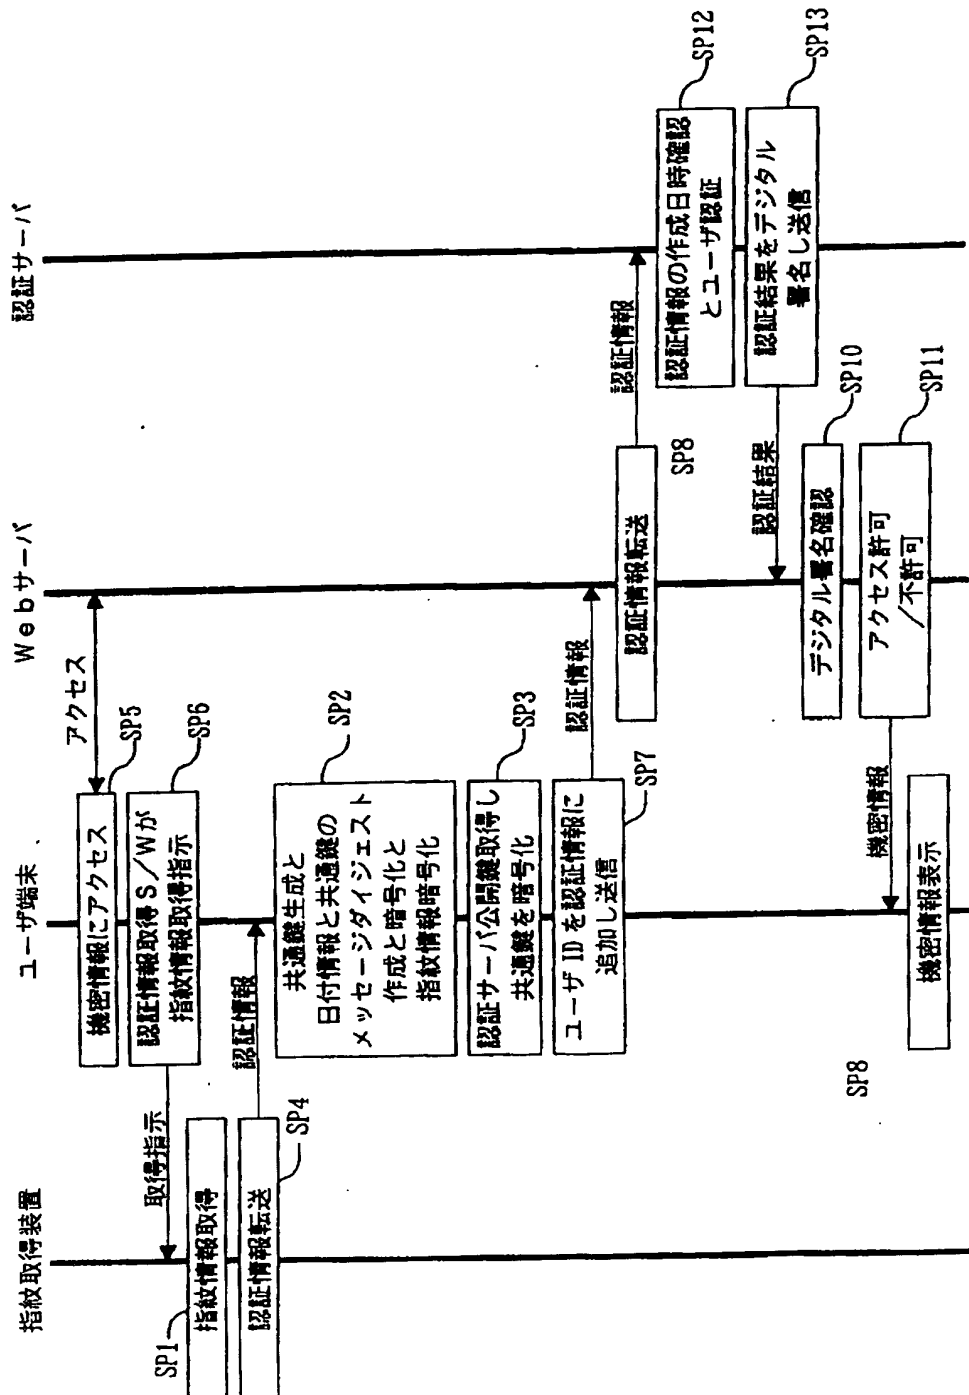 指紋取得装置
ユーザ端末
Webサーバ
認証サーバ
アクセス
機密情報にアクセス
SP5
認証情報取得S/Wが
指紋情報取得指示
SP6
取得指示
SP1
指紋情報取得
認証情報転送
SP4
認証情報
共通鍵生成と
日付情報と共通鍵の
メッセージダイジェスト
作成と暗号化と
指紋情報暗号化
SP2
認証サーバ公開鍵取得し
共通鍵を暗号化
SP3
ユーザIDを認証情報に
追加し送信
SP7
認証情報
認証情報転送
SP8
認証情報
認証情報の作成日時確認
とユーザ認証
SP12
認証結果をデジタル
署名し送信
SP13
認証結果
デジタル署名確認
SP10
アクセス許可
/不許可
SP11
機密情報
SP8
機密情報表示